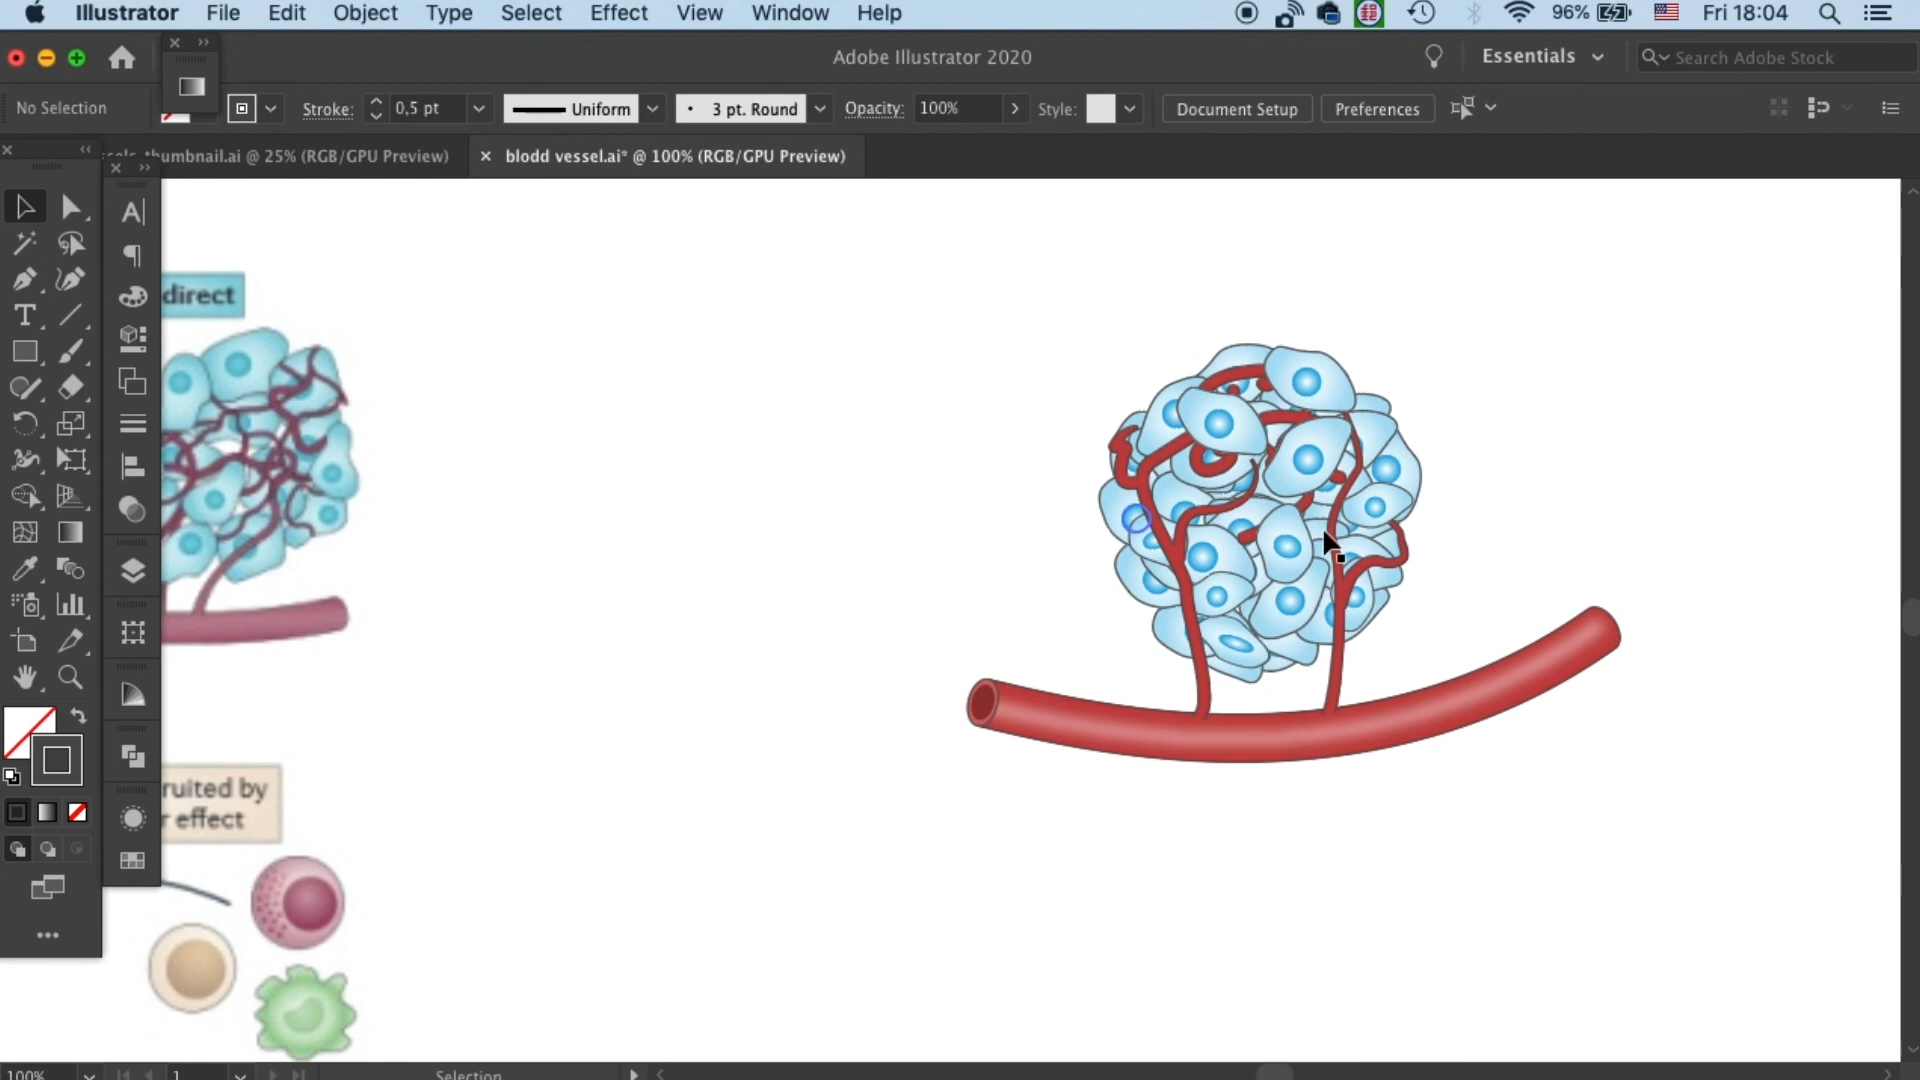 Illustrator File Edit Object Type Select Effect View Window Help 96% Fri 18:04
Adobe Illustrator 2020 Essentials Search Adobe Stock
No Selection Stroke: 0,5 pt Uniform 3 pt. Round Opacity: 100% Style: Document Setup Preferences
thumbnail.ai @ 25% (RGB/GPU Preview) × blodd vessel.ai* @ 100% (RGB/GPU Preview)
direct
ruited by
r effect
100% 1 Selection